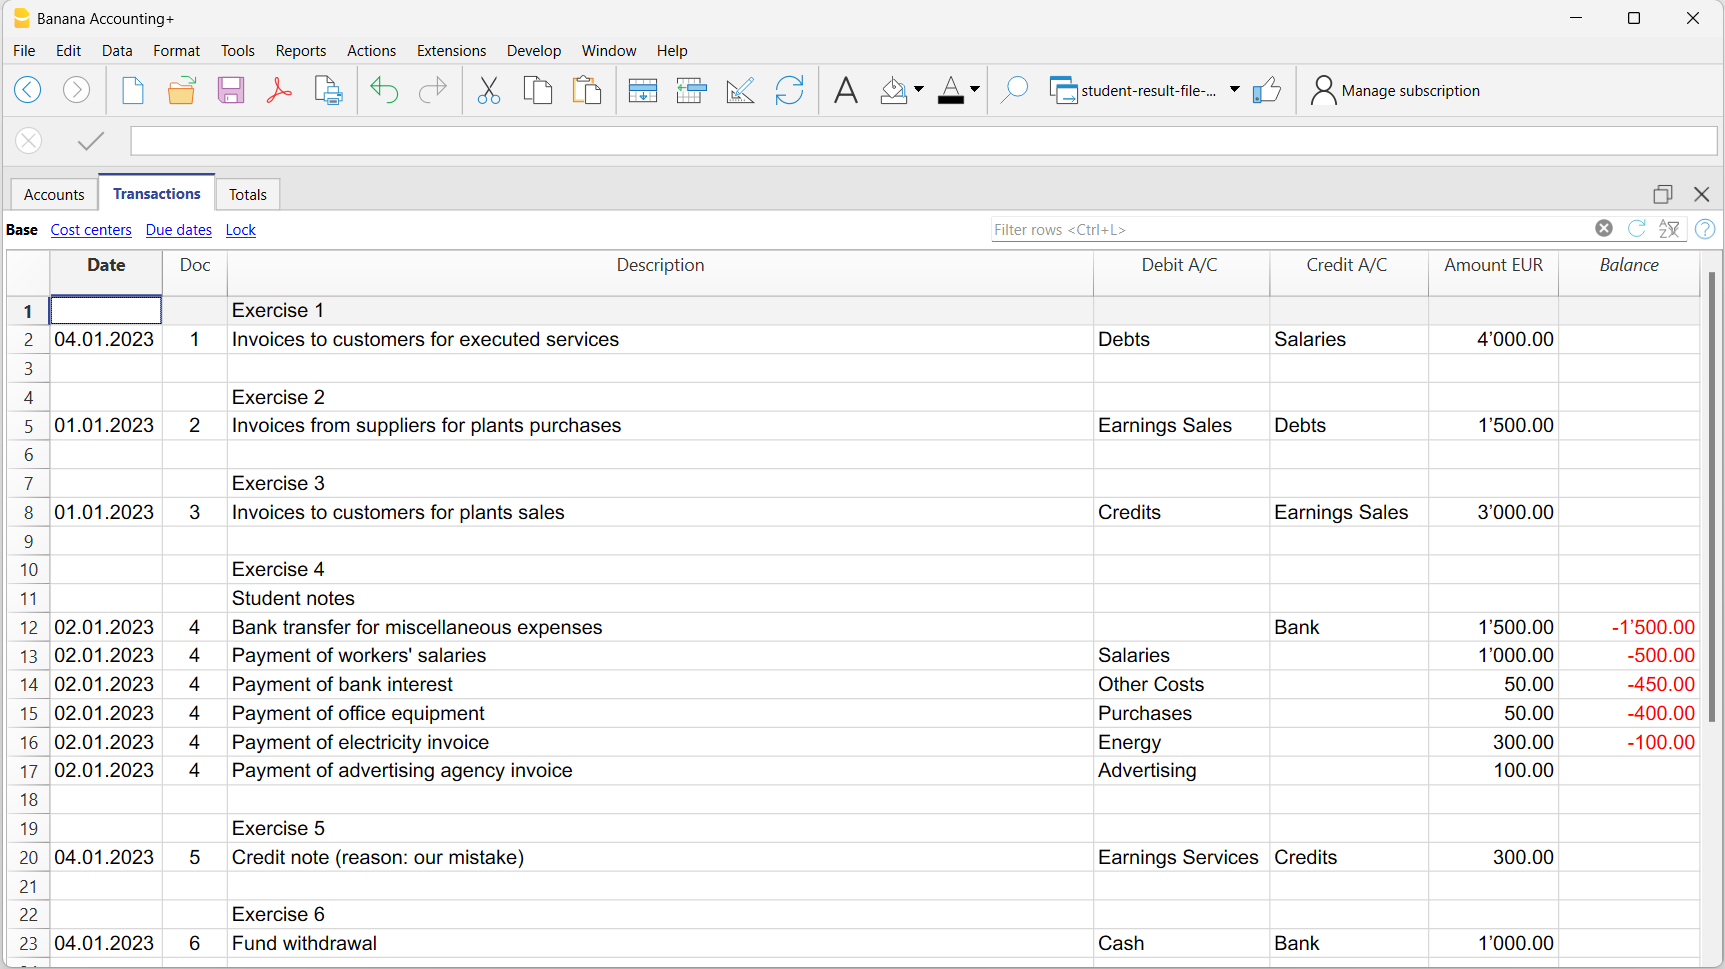 Banana Accounting+
File Edit Data Format Tools Reports Actions Extensions Develop Window Help
student-result-file-... Manage subscription
Accounts Transactions Totals
Base Cost centers Due dates Lock Filter rows <Ctrl+L>
Date Doc Description Debit A/C Credit A/C Amount EUR Balance
1 Exercise 1
2 04.01.2023 1 Invoices to customers for executed services Debts Salaries 4’000.00
3
4 Exercise 2
5 01.01.2023 2 Invoices from suppliers for plants purchases Earnings Sales Debts 1’500.00
6
7 Exercise 3
8 01.01.2023 3 Invoices to customers for plants sales Credits Earnings Sales 3’000.00
9
10 Exercise 4
11 Student notes
12 02.01.2023 4 Bank transfer for miscellaneous expenses Bank 1’500.00 -1’500.00
13 02.01.2023 4 Payment of workers' salaries Salaries 1’000.00 -500.00
14 02.01.2023 4 Payment of bank interest Other Costs 50.00 -450.00
15 02.01.2023 4 Payment of office equipment Purchases 50.00 -400.00
16 02.01.2023 4 Payment of electricity invoice Energy 300.00 -100.00
17 02.01.2023 4 Payment of advertising agency invoice Advertising 100.00
18
19 Exercise 5
20 04.01.2023 5 Credit note (reason: our mistake) Earnings Services Credits 300.00
21
22 Exercise 6
23 04.01.2023 6 Fund withdrawal Cash Bank 1’000.00